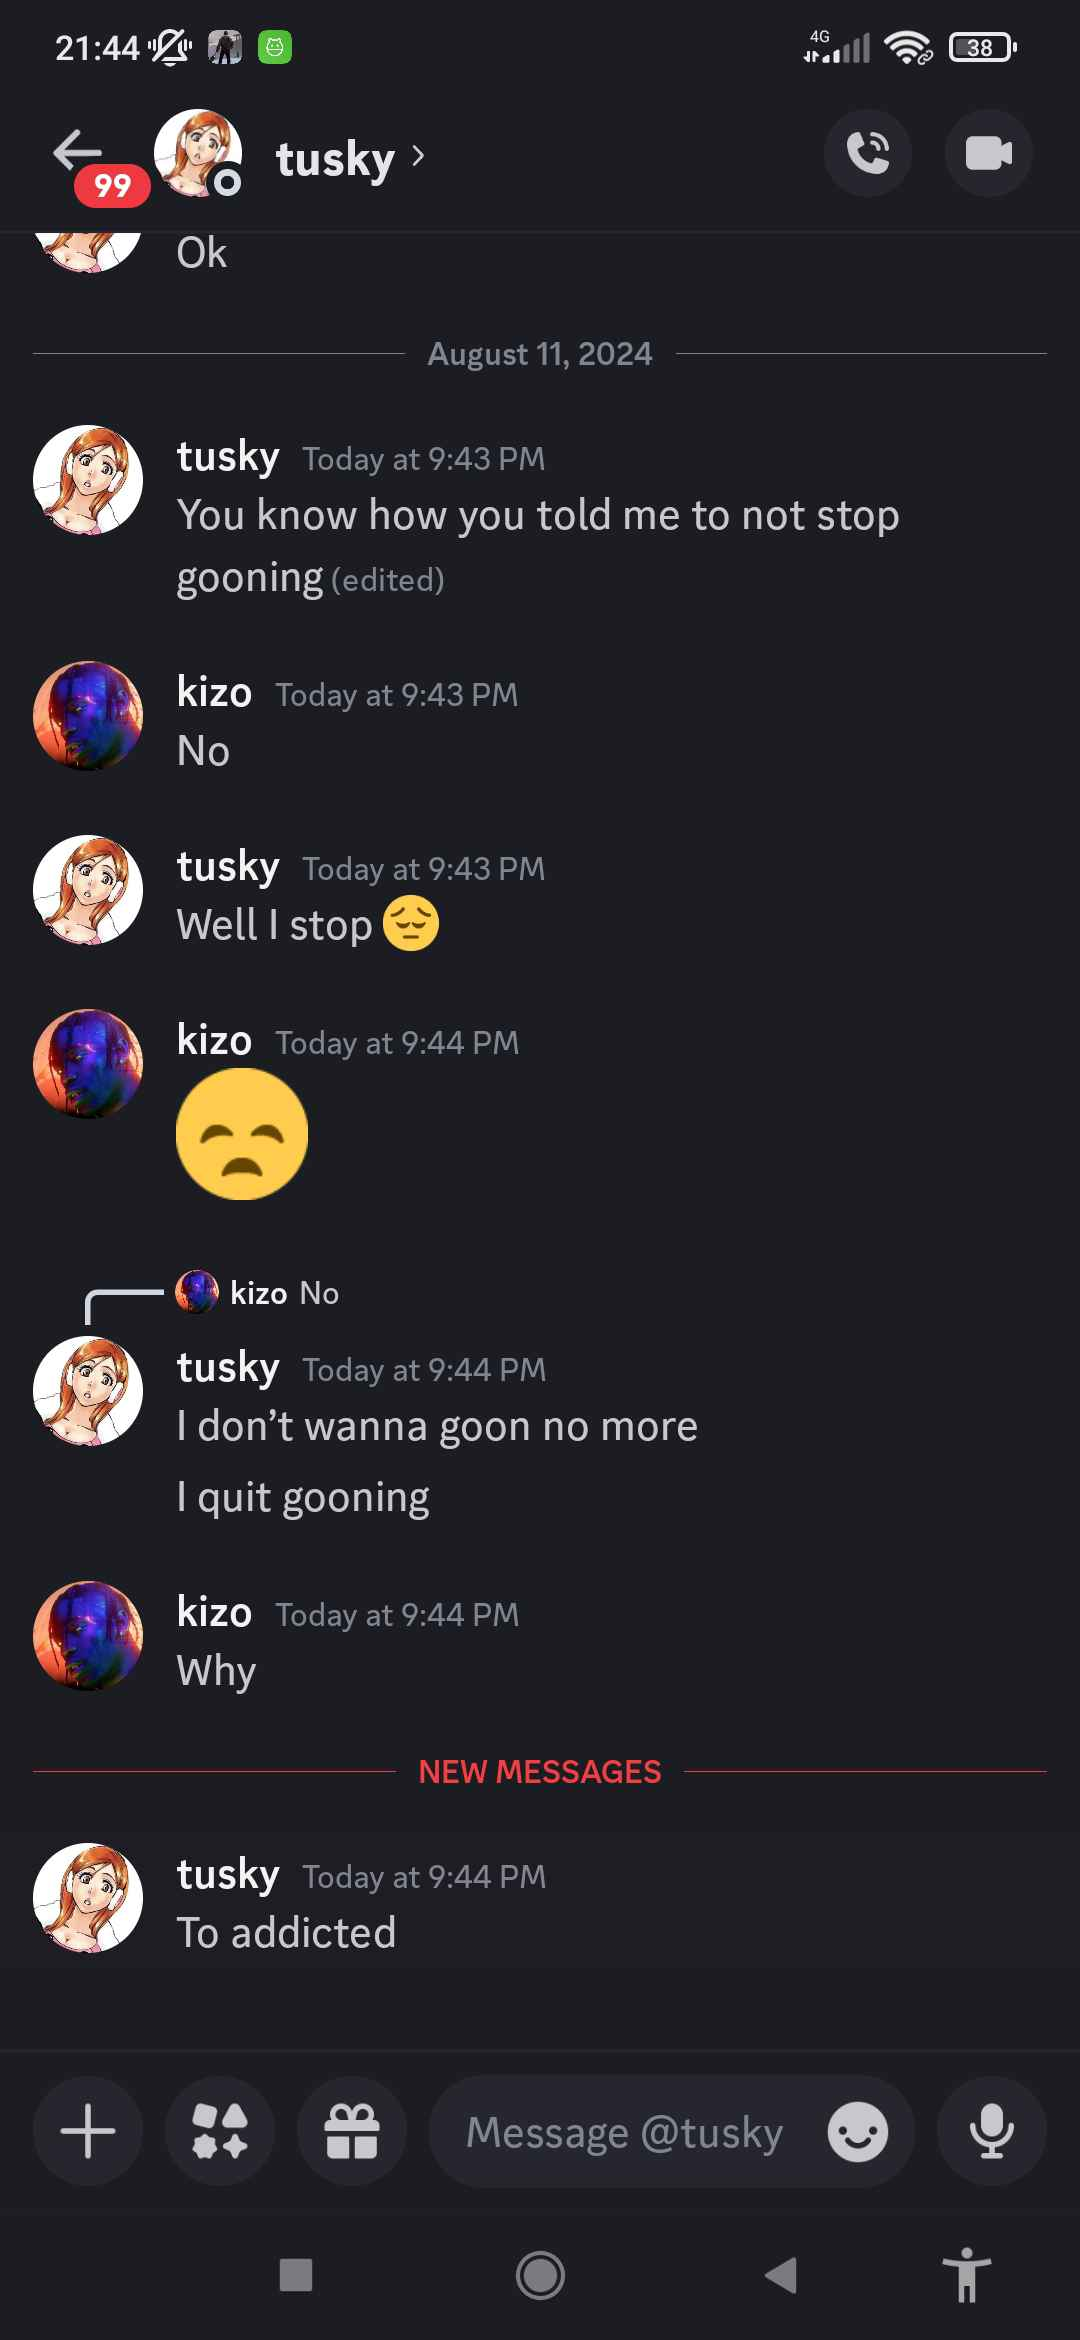 21:44
4G
38
99
tusky
Ok
August 11, 2024
tusky Today at 9:43 PM
You know how you told me to not stop
gooning (edited)
kizo Today at 9:43 PM
No
tusky Today at 9:43 PM
Well I stop 😔
kizo Today at 9:44 PM
😞
kizo No
tusky Today at 9:44 PM
I don’t wanna goon no more
I quit gooning
kizo Today at 9:44 PM
Why
NEW MESSAGES
tusky Today at 9:44 PM
To addicted
Message @tusky